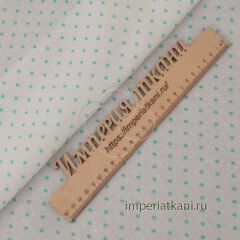 Империя ткани
https://imperiatkani.ru/
imperiatkani.ru